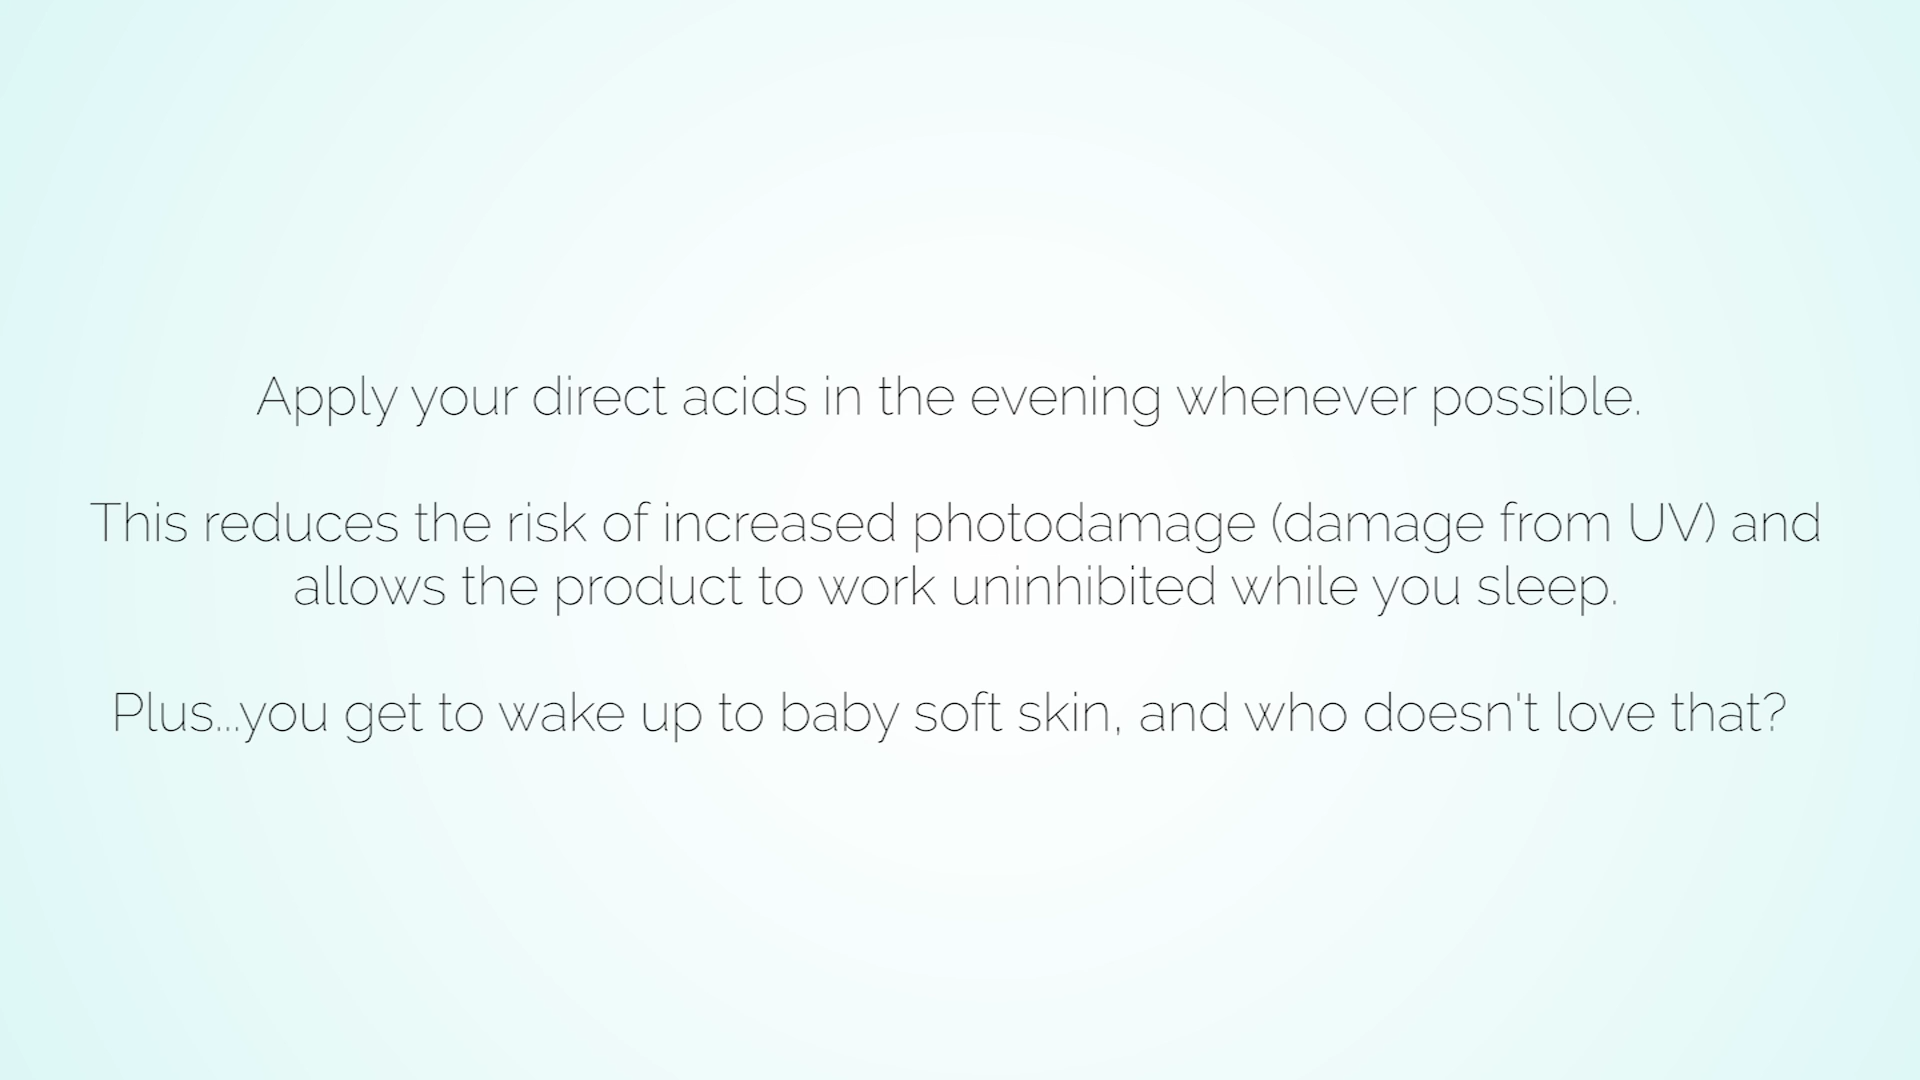 Apply your direct acids in the evening whenever possible.
This reduces the risk of increased photodamage (damage from UV) and
allows the product to work uninhibited while you sleep.
Plus...you get to wake up to baby soft skin, and who doesn't love that?